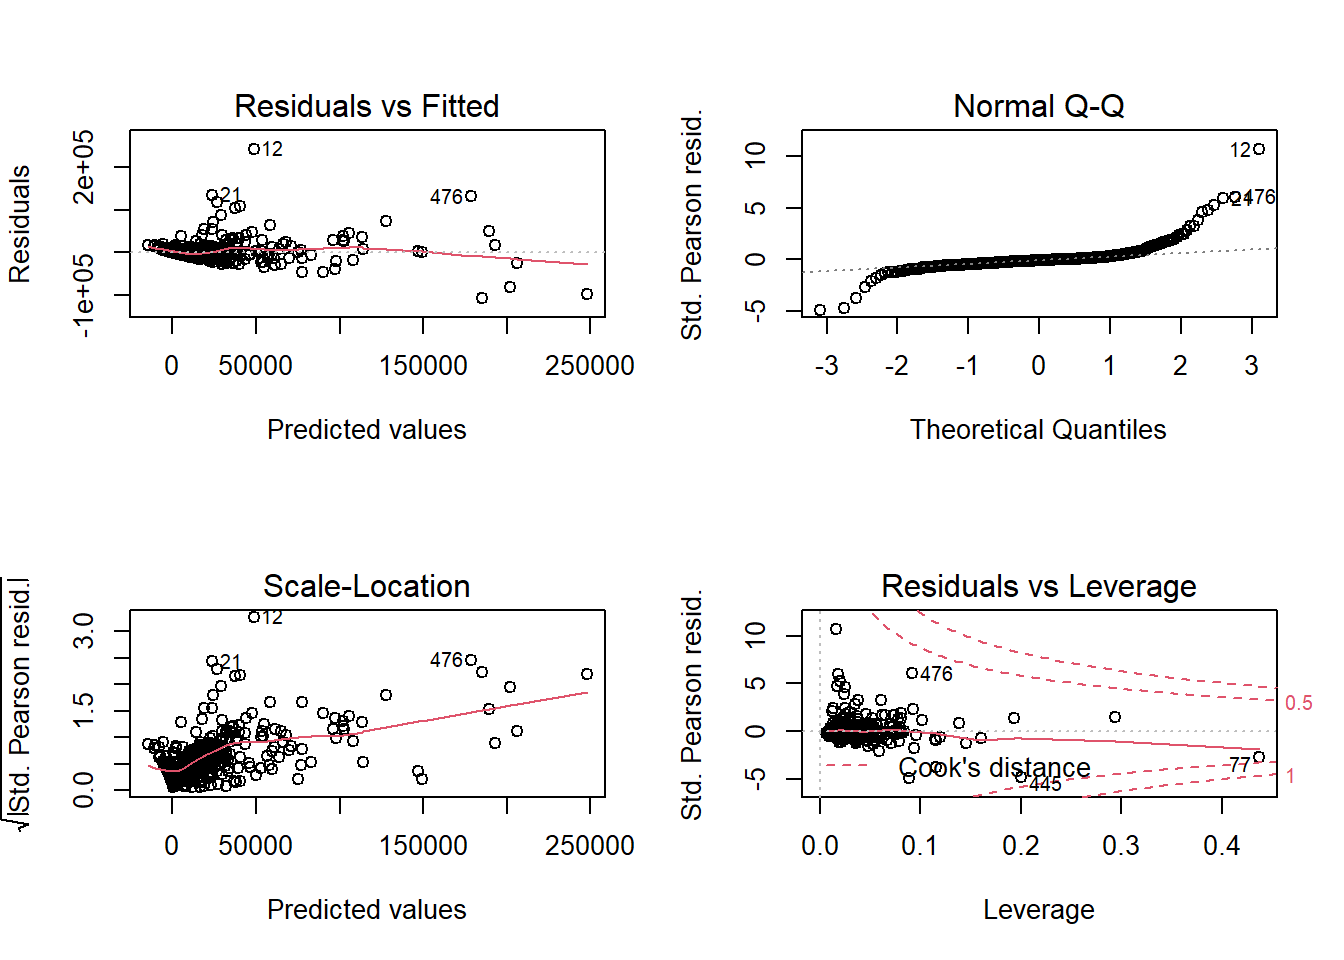 Residuals vs Fitted
Residuals
-1e+05 2e+05
12
21
476
0 50000 150000 250000
Predicted values
Normal Q-Q
Std. Pearson resid.
-5 0 5 10
12
21
476
-3 -2 -1 0 1 2 3
Theoretical Quantiles
Scale-Location
√|Std. Pearson resid.|
0.0 1.5 3.0
12
21
476
0 50000 150000 250000
Predicted values
Residuals vs Leverage
Std. Pearson resid.
-5 0 5 10
476
0.5
77
1
Cook's distance
445
0.0 0.1 0.2 0.3 0.4
Leverage